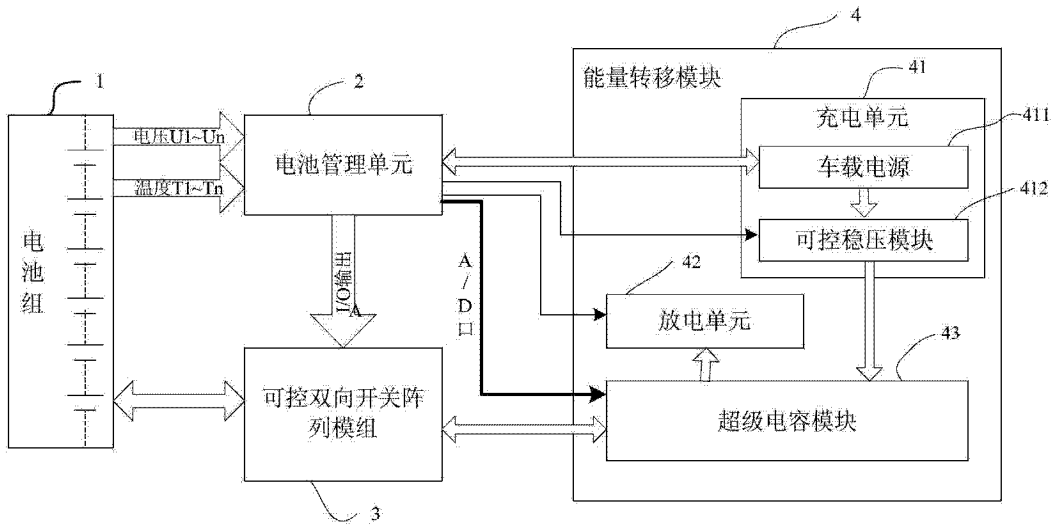 4
能量转移模块
41
充电单元
411
车载电源
412
可控稳压模块
1
2
电压U1~Un
电池管理单元
温度T1~Tn
电池组
I/O输出
A
A/D口
42
放电单元
43
可控双向开关阵
列模组
超级电容模块
3